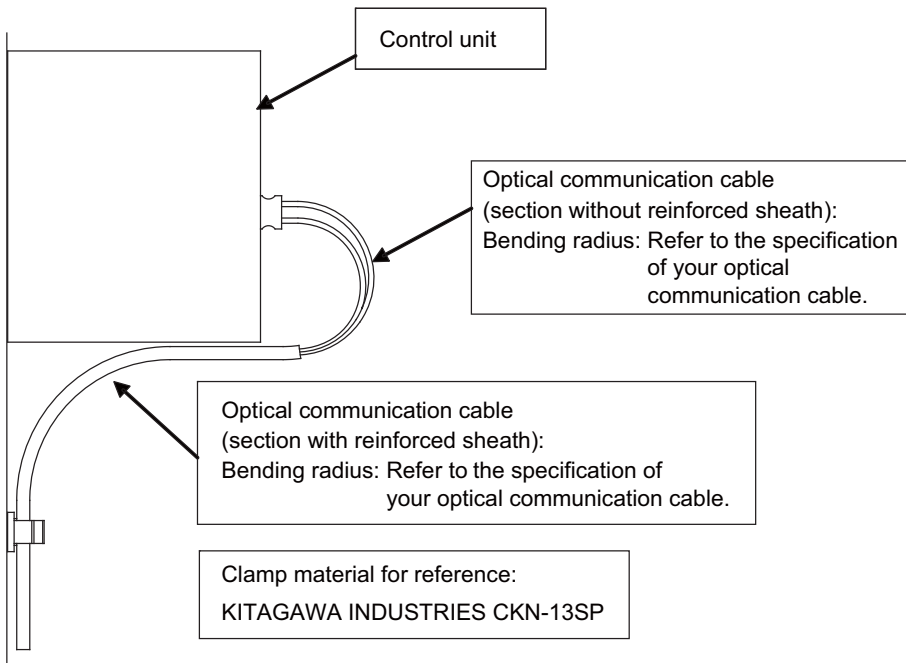 Control unit
Optical communication cable
(section without reinforced sheath):
Bending radius: Refer to the specification
of your optical
communication cable.
Optical communication cable
(section with reinforced sheath):
Bending radius: Refer to the specification of
your optical communication cable.
Clamp material for reference:
KITAGAWA INDUSTRIES CKN-13SP